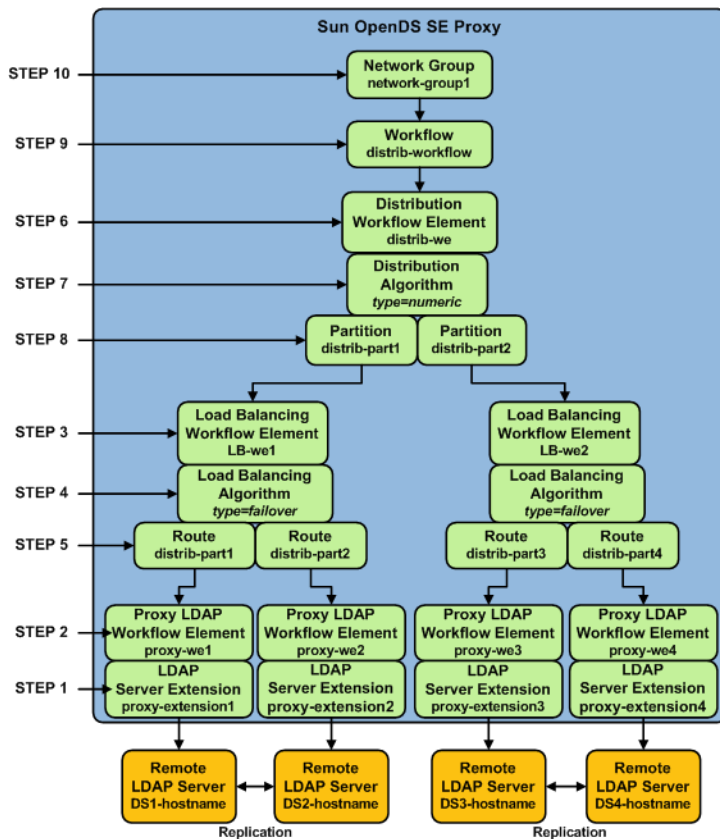 Sun OpenDS SE Proxy
STEP 10
Network Group
network-group1
STEP 9
Workflow
distrib-workflow
STEP 6
Distribution
Workflow Element
distrib-we
STEP 7
Distribution
Algorithm
type=numeric
STEP 8
Partition
distrib-part1
Partition
distrib-part2
STEP 3
Load Balancing
Workflow Element
LB-we1
Load Balancing
Workflow Element
LB-we2
STEP 4
Load Balancing
Algorithm
type=failover
Load Balancing
Algorithm
type=failover
STEP 5
Route
distrib-part1
Route
distrib-part2
Route
distrib-part3
Route
distrib-part4
STEP 2
Proxy LDAP
Workflow Element
proxy-we1
Proxy LDAP
Workflow Element
proxy-we2
Proxy LDAP
Workflow Element
proxy-we3
Proxy LDAP
Workflow Element
proxy-we4
STEP 1
LDAP
Server Extension
proxy-extension1
LDAP
Server Extension
proxy-extension2
LDAP
Server Extension
proxy-extension3
LDAP
Server Extension
proxy-extension4
Remote
LDAP Server
DS1-hostname
Remote
LDAP Server
DS2-hostname
Remote
LDAP Server
DS3-hostname
Remote
LDAP Server
DS4-hostname
Replication
Replication